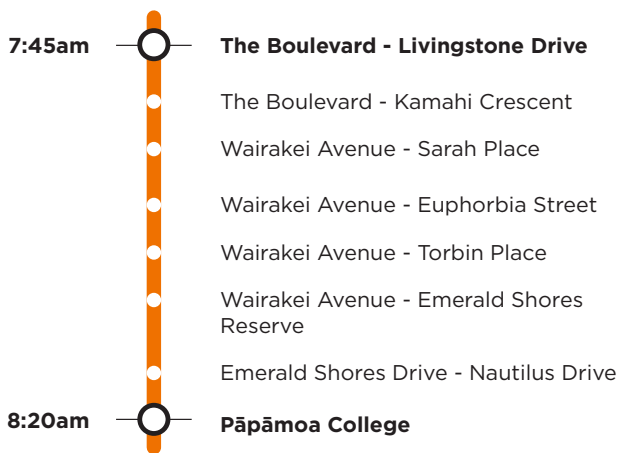 7:45am The Boulevard - Livingstone Drive
The Boulevard - Kamahi Crescent
Wairakei Avenue - Sarah Place
Wairakei Avenue - Euphorbia Street
Wairakei Avenue - Torbin Place
Wairakei Avenue - Emerald Shores
Reserve
Emerald Shores Drive - Nautilus Drive
8:20am Pāpāmoa College